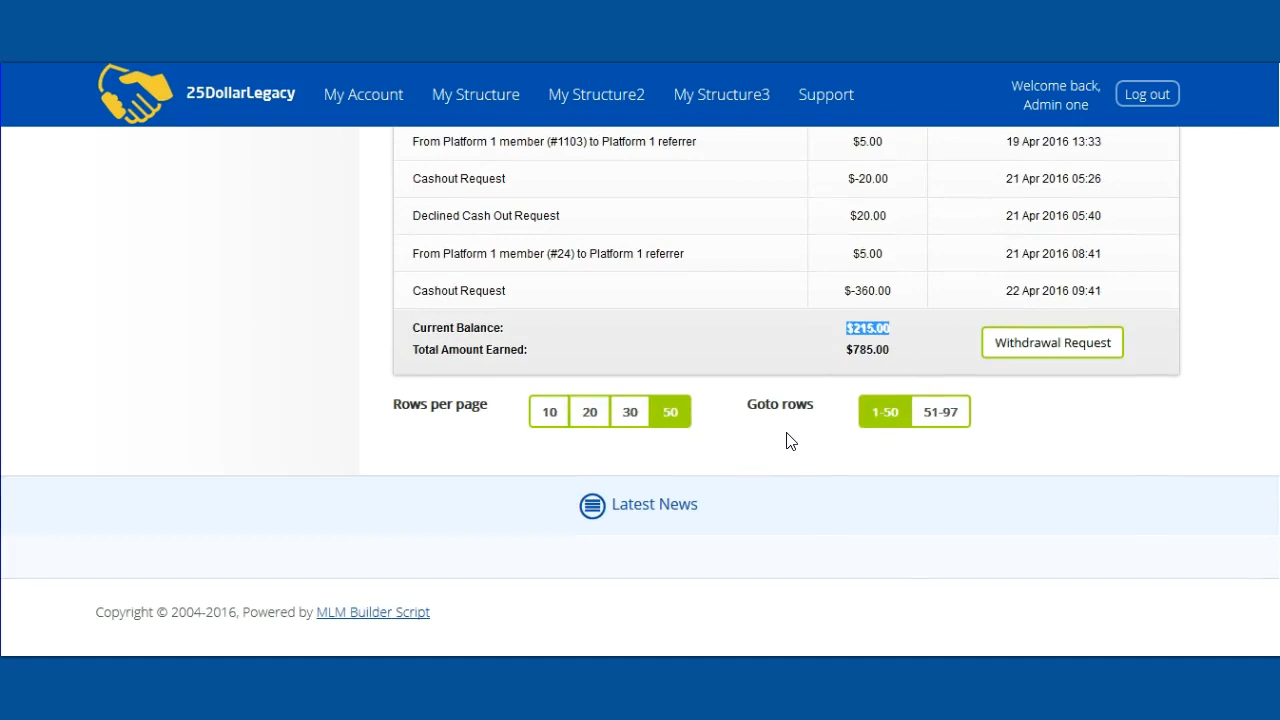 25DollarLegacy My Account My Structure My Structure2 My Structure3 Support Welcome back, Admin one Log out
From Platform 1 member (#1103) to Platform 1 referrer $5.00 19 Apr 2016 13:33
Cashout Request $-20.00 21 Apr 2016 05:26
Declined Cash Out Request $20.00 21 Apr 2016 05:40
From Platform 1 member (#24) to Platform 1 referrer $5.00 21 Apr 2016 08:41
Cashout Request $-360.00 22 Apr 2016 09:41
Current Balance: $215.00
Total Amount Earned: $785.00
Withdrawal Request
Rows per page 10 20 30 50 Goto rows 1-50 51-97
Latest News
Copyright © 2004-2016, Powered by MLM Builder Script